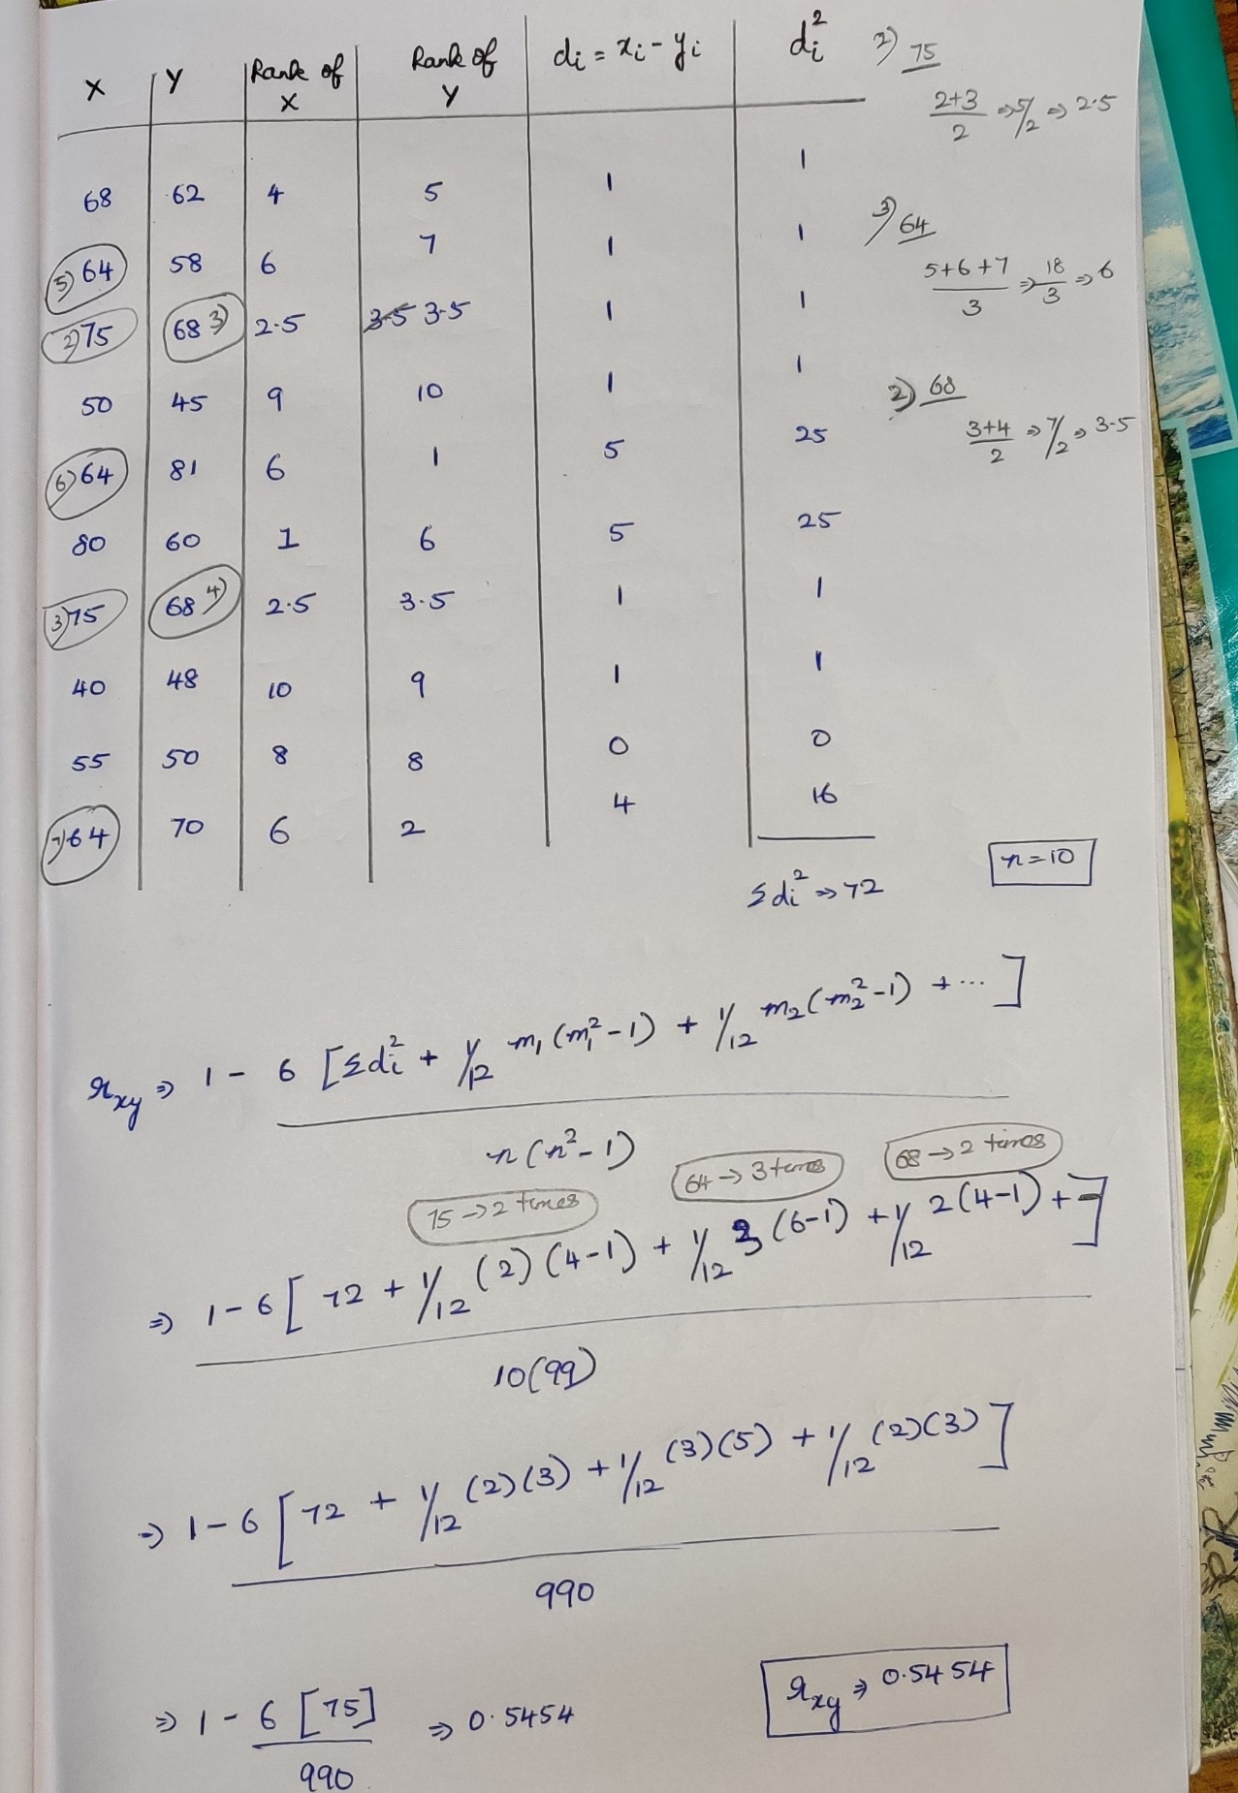 X | Y | Rank of X | Rank of Y | di = xi - yi | di²
68 | 62 | 4 | 5 | 1 | 1
5) 64 | 58 | 6 | 7 | 1 | 1
2) 75 | 68 3) | 2.5 | 3.5 3.5 | 1 | 1
50 | 45 | 9 | 10 | 1 | 1
6) 64 | 81 | 6 | 1 | 5 | 25
80 | 60 | 1 | 6 | 5 | 25
3) 75 | 68 4) | 2.5 | 3.5 | 1 | 1
40 | 48 | 10 | 9 | 1 | 1
55 | 50 | 8 | 8 | 0 | 0
7) 64 | 70 | 6 | 2 | 4 | 16
Σdi² ⇒ 72
2) 75
2+3/2 ⇒ 5/2 ⇒ 2.5
3) 64
5+6+7/3 ⇒ 18/3 ⇒ 6
2) 68
3+4/2 ⇒ 7/2 ⇒ 3.5
n=10
rxy ⇒ 1 - 6 [Σdi² + 1/12 m₁(m₁²-1) + 1/12 m₂(m₂²-1) + ...]
n(n²-1)
75 → 2 times
64 → 3 times
68 → 2 times
⇒ 1-6 [72 + 1/12 (2)(4-1) + 1/12 3(6-1) + 1/12 2(4-1) + -]
10(99)
⇒ 1-6 [72 + 1/12 (2)(3) + 1/12 (3)(5) + 1/12 (2)(3)]
990
⇒ 1 - 6 [75] ⇒ 0.5454
990
rxy ⇒ 0.5454